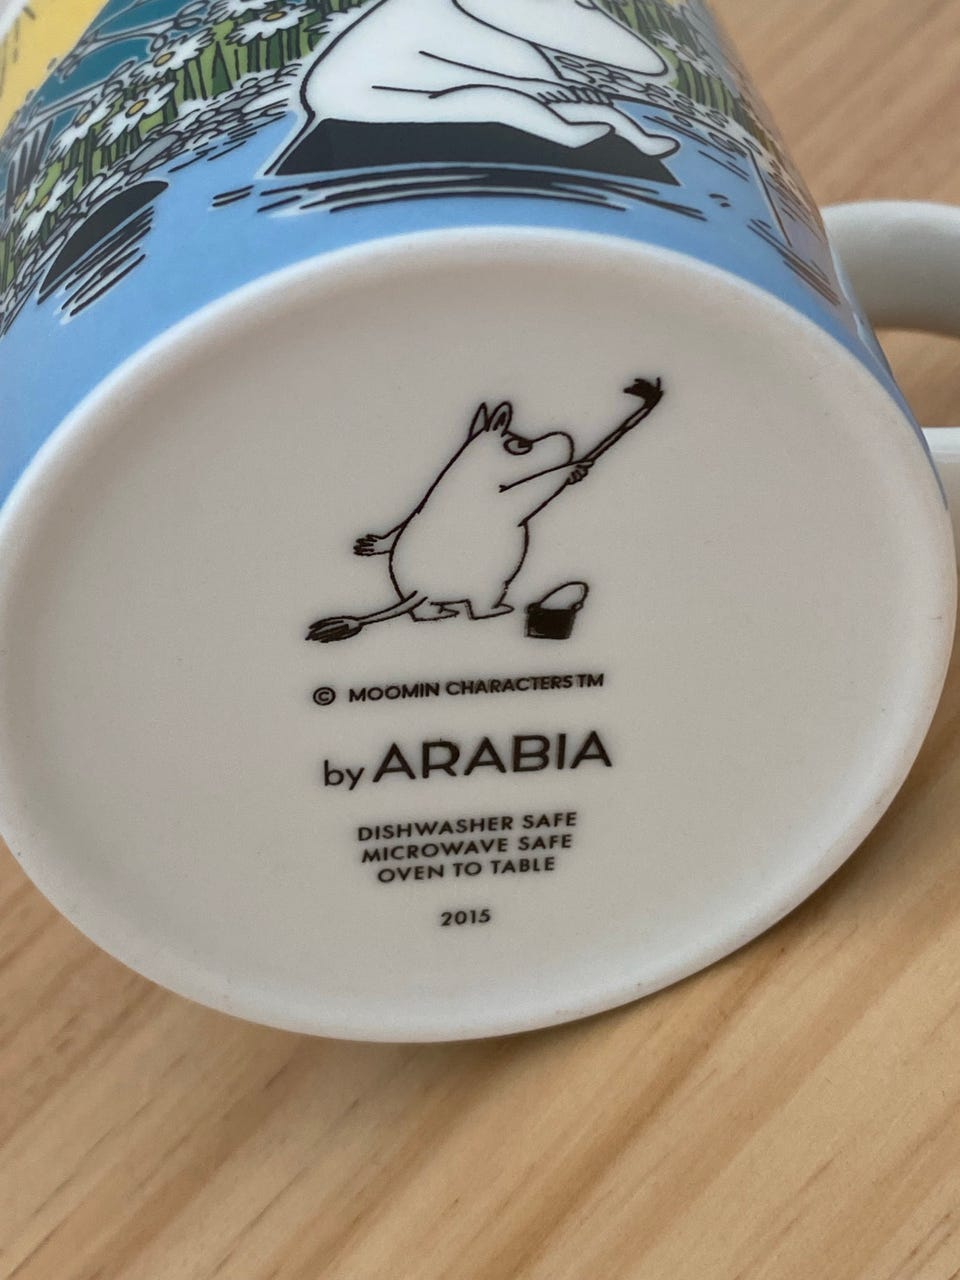 © MOOMIN CHARACTERS TM
by ARABIA
DISHWASHER SAFE
MICROWAVE SAFE
OVEN TO TABLE
2015